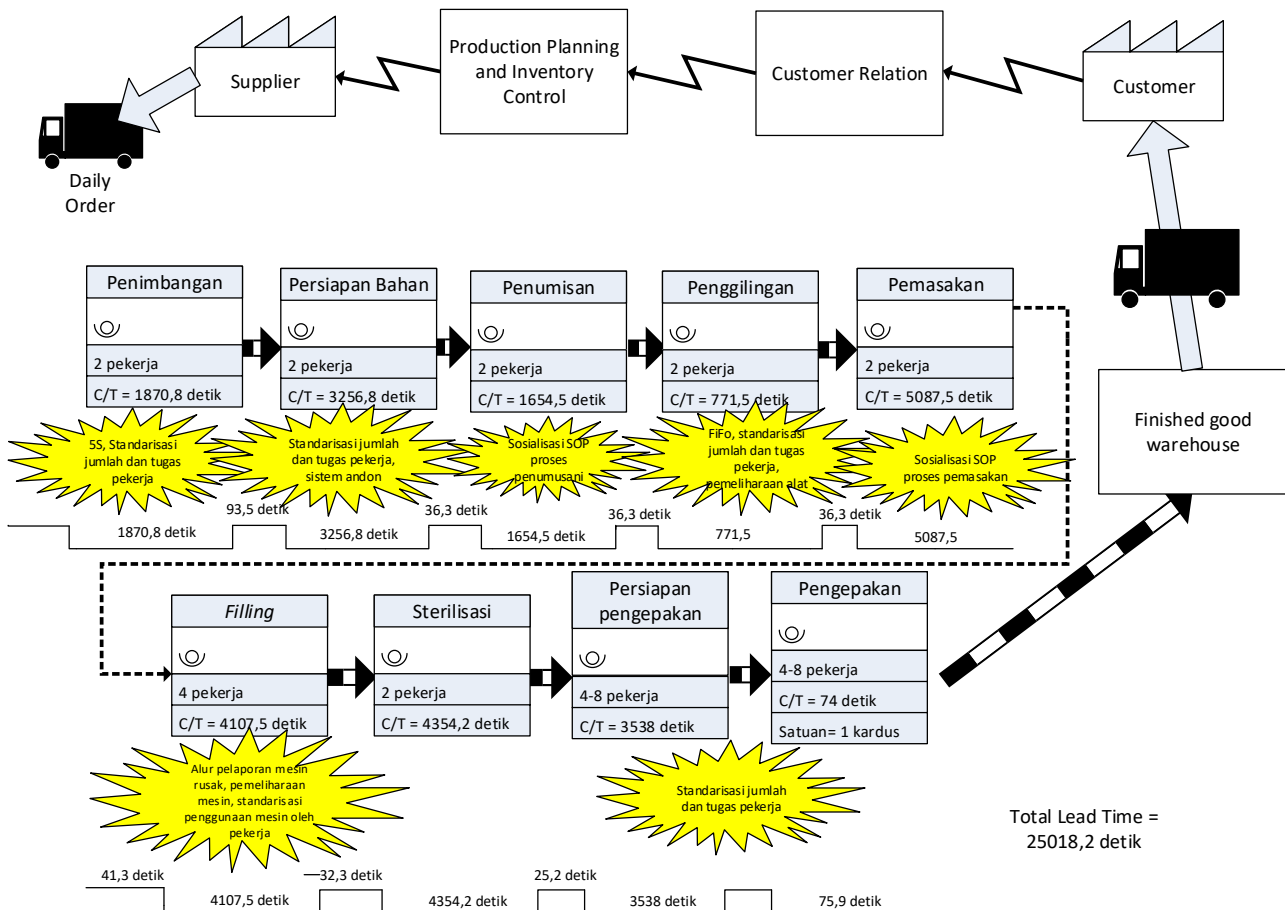 Supplier
Production Planning
and Inventory
Control
Customer Relation
Customer
Daily
Order
Penimbangan
2 pekerja
C/T = 1870,8 detik
Persiapan Bahan
2 pekerja
C/T = 3256,8 detik
Penumisan
2 pekerja
C/T = 1654,5 detik
Penggilingan
2 pekerja
C/T = 771,5 detik
Pemasakan
2 pekerja
C/T = 5087,5 detik
Finished good
warehouse
5S, Standarisasi
jumlah dan tugas
pekerja
Standarisasi jumlah
dan tugas pekerja,
sistem andon
Sosialisasi SOP
proses
penumusani
FiFo, standarisasi
jumlah dan tugas
pekerja,
pemeliharaan alat
Sosialisasi SOP
proses pemasakan
93,5 detik
36,3 detik
36,3 detik
36,3 detik
1870,8 detik
3256,8 detik
1654,5 detik
771,5
5087,5
Filling
4 pekerja
C/T = 4107,5 detik
Sterilisasi
2 pekerja
C/T = 4354,2 detik
Persiapan
pengepakan
4-8 pekerja
C/T = 3538 detik
Pengepakan
4-8 pekerja
C/T = 74 detik
Satuan= 1 kardus
Alur pelaporan mesin
rusak, pemeliharaan
mesin, standarisasi
penggunaan mesin oleh
pekerja
Standarisasi jumlah
dan tugas pekerja
Total Lead Time =
25018,2 detik
41,3 detik
32,3 detik
25,2 detik
4107,5 detik
4354,2 detik
3538 detik
75,9 detik